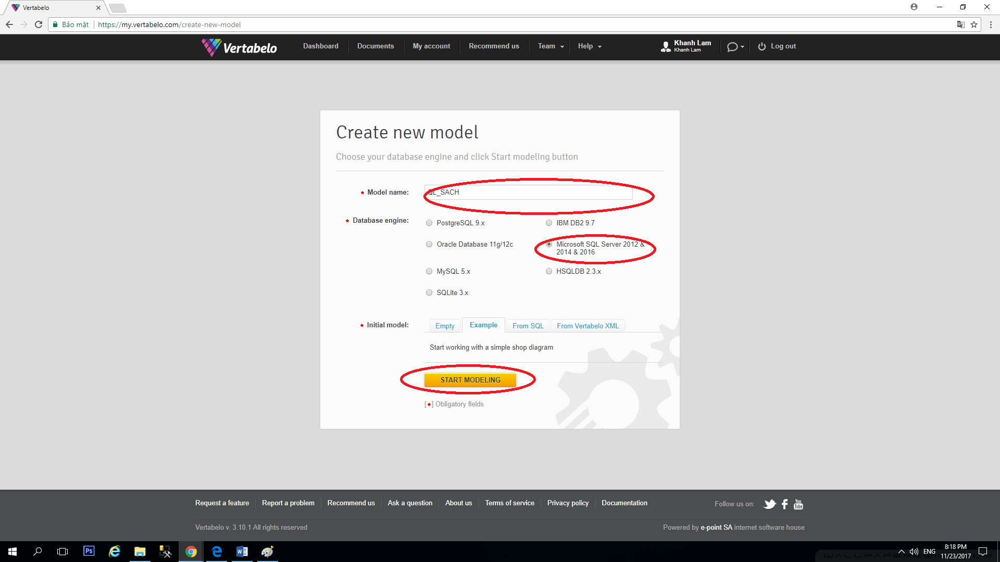 Vertabelo
Bảo mật
https://my.vertabelo.com/create-new-model
Vertabelo
Dashboard
Documents
My account
Recommend us
Team
Help
Khanh Lam
Khanh Lam
Log out
Create new model
Choose your database engine and click Start modeling button
* Model name:
QL_SACH
* Database engine:
PostgreSQL 9.x
IBM DB2 9.7
Oracle Database 11g/12c
Microsoft SQL Server 2012 &
2014 & 2016
MySQL 5.x
HSQLDB 2.3.x
SQLite 3.x
* Initial model:
Empty
Example
From SQL
From Vertabelo XML
Start working with a simple shop diagram
START MODELING
[*] Obligatory fields
Request a feature
Report a problem
Recommend us
Ask a question
About us
Terms of service
Privacy policy
Documentation
Follow us on:
You
Tube
Vertabelo v. 3.10.1 All rights reserved
Powered by e-point SA internet software house
Ps
ENG
8:18 PM
11/23/2017